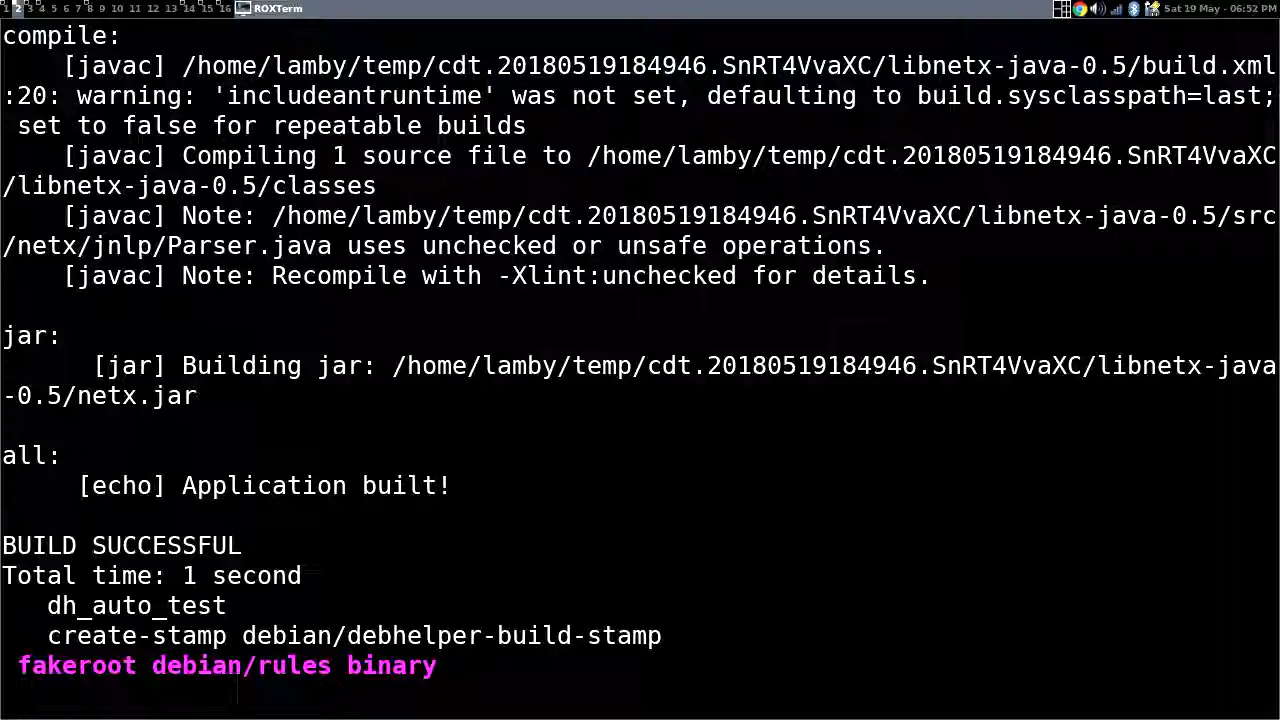 1 2 3 4 5 6 7 8 9 10 11 12 13 14 15 16 ROXTerm Sat 19 May - 06:52 PM
compile:
    [javac] /home/lamby/temp/cdt.20180519184946.SnRT4VvaXC/libnetx-java-0.5/build.xml
:20: warning: 'includeantruntime' was not set, defaulting to build.sysclasspath=last;
 set to false for repeatable builds
    [javac] Compiling 1 source file to /home/lamby/temp/cdt.20180519184946.SnRT4VvaXC
/libnetx-java-0.5/classes
    [javac] Note: /home/lamby/temp/cdt.20180519184946.SnRT4VvaXC/libnetx-java-0.5/src
/netx/jnlp/Parser.java uses unchecked or unsafe operations.
    [javac] Note: Recompile with -Xlint:unchecked for details.
jar:
      [jar] Building jar: /home/lamby/temp/cdt.20180519184946.SnRT4VvaXC/libnetx-java
-0.5/netx.jar
all:
     [echo] Application built!
BUILD SUCCESSFUL
Total time: 1 second
   dh_auto_test
   create-stamp debian/debhelper-build-stamp
 fakeroot debian/rules binary